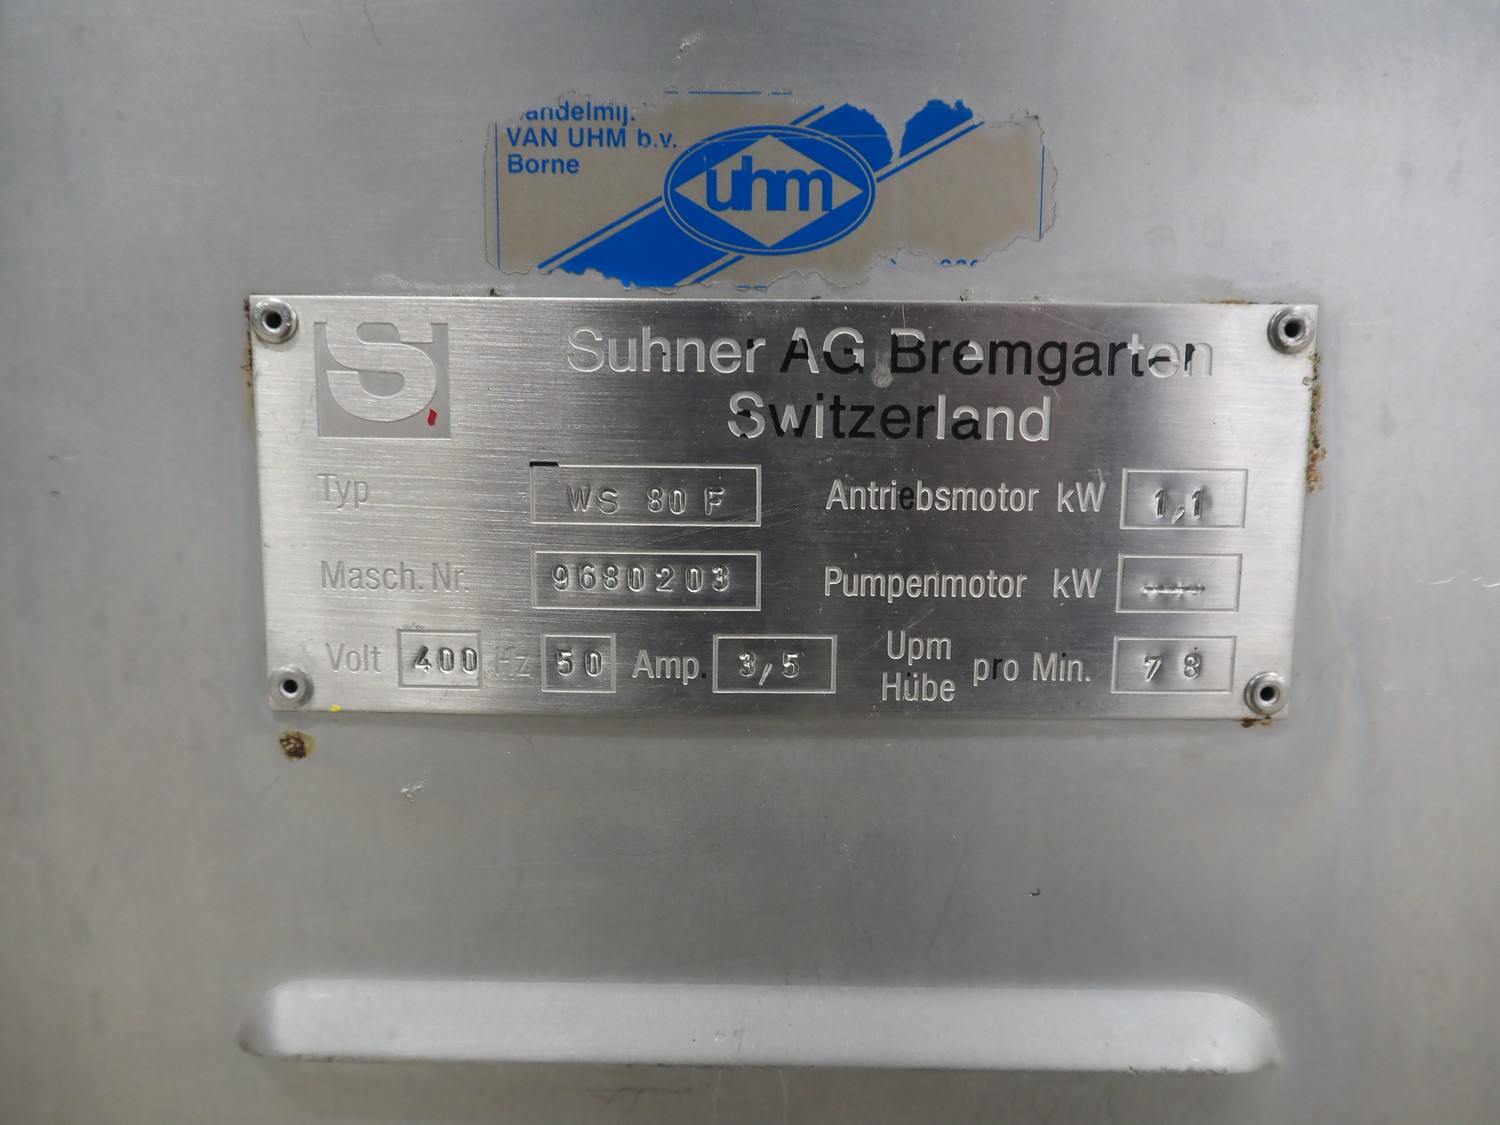 VAN UHM b.v.
Borne
uhm
S
Suhner AG Bremgarten
Switzerland
Typ WS 80 F Antriebsmotor kW 1,1
Masch. Nr. 9680203 Pumpenmotor kW ---
Volt 400 Hz 50 Amp. 3,5 Upm Hübe pro Min. 78